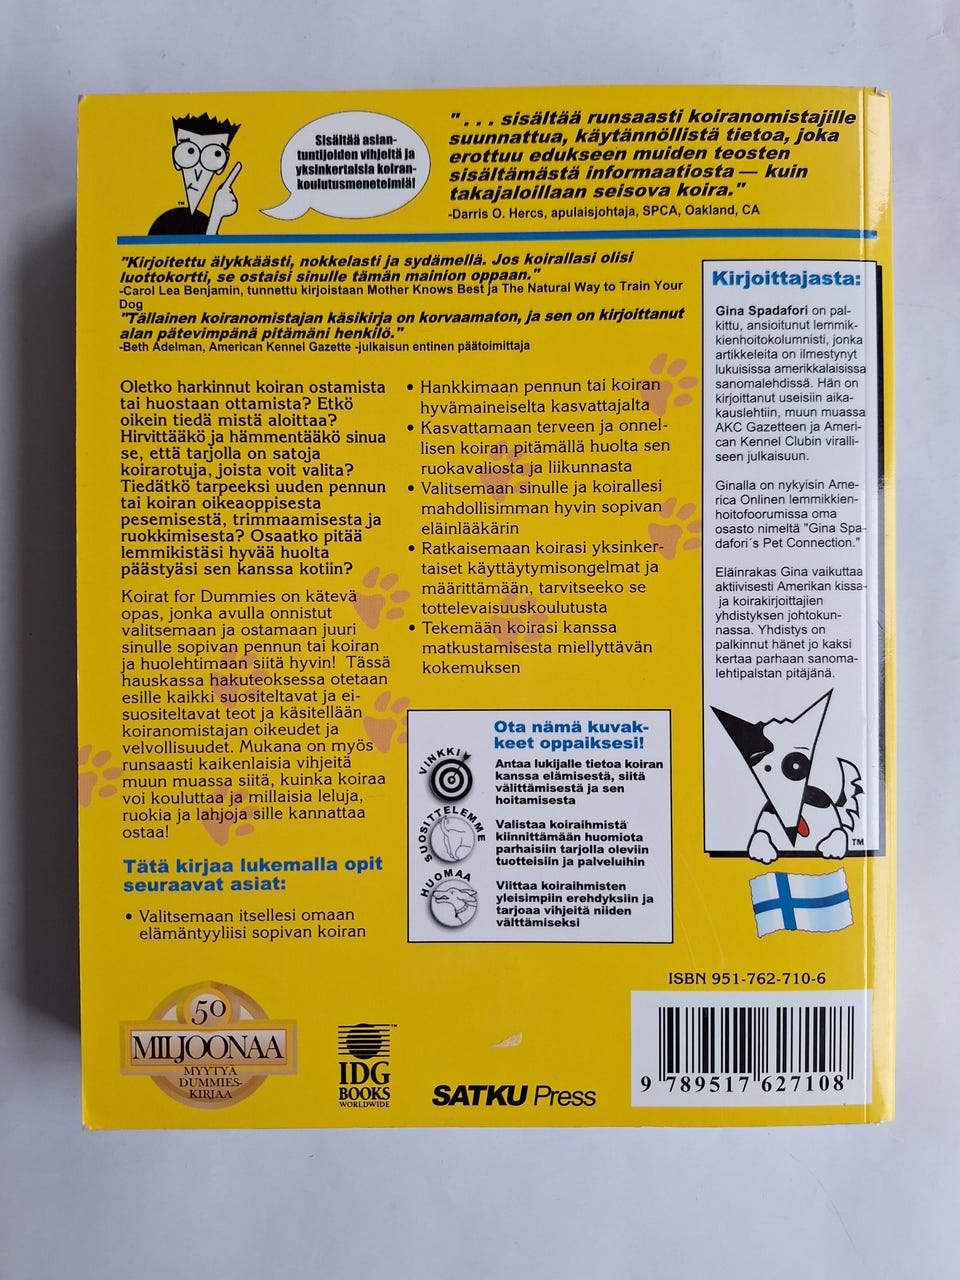 Sisältää asian-
tuntijoiden vihjeitä ja
yksinkertaisia koiran-
koulutusmenetelmiä!
TM
"... sisältää runsaasti koiranomistajille
suunnattua, käytännöllistä tietoa, joka
erottuu edukseen muiden teosten
sisältämästä informaatiosta — kuin
takajaloillaan seisova koira."
-Darris O. Hercs, apulaisjohtaja, SPCA, Oakland, CA
"Kirjoitettu älykkäästi, nokkelasti ja sydämellä. Jos koirallasi olisi
luottokortti, se ostaisi sinulle tämän mainion oppaan."
-Carol Lea Benjamin, tunnettu kirjoistaan Mother Knows Best ja The Natural Way to Train Your
Dog
"Tällainen koiranomistajan käsikirja on korvaamaton, ja sen on kirjoittanut
alan pätevimpänä pitämäni henkilö."
-Beth Adelman, American Kennel Gazette -julkaisun entinen päätoimittaja
Oletko harkinnut koiran ostamista
tai huostaan ottamista? Etkö
oikein tiedä mistä aloittaa?
Hirvittääkö ja hämmentääkö sinua
se, että tarjolla on satoja
koirarotuja, joista voit valita?
Tiedätkö tarpeeksi uuden pennun
tai koiran oikeaoppisesta
pesemisestä, trimmaamisesta ja
ruokkimisesta? Osaatko pitää
lemmikistäsi hyvää huolta
päästyäsi sen kanssa kotiin?
Koirat for Dummies on kätevä
opas, jonka avulla onnistut
valitsemaan ja ostamaan juuri
sinulle sopivan pennun tai koiran
ja huolehtimaan siitä hyvin! Tässä
hauskassa hakuteoksessa otetaan
esille kaikki suositeltavat ja ei-
suositeltavat teot ja käsitellään
koiranomistajan oikeudet ja
velvollisuudet. Mukana on myös
runsaasti kaikenlaisia vihjeitä
muun muassa siitä, kuinka koiraa
voi kouluttaa ja millaisia leluja,
ruokia ja lahjoja sille kannattaa
ostaa!
Tätä kirjaa lukemalla opit
seuraavat asiat:
• Valitsemaan itsellesi omaan
elämäntyyliisi sopivan koiran
• Hankkimaan pennun tai koiran
hyvämaineiselta kasvattajalta
• Kasvattamaan terveen ja onnel-
lisen koiran pitämällä huolta sen
ruokavaliosta ja liikunnasta
• Valitsemaan sinulle ja koirallesi
mahdollisimman hyvin sopivan
eläinlääkärin
• Ratkaisemaan koirasi yksinker-
taiset käyttäytymisongelmat ja
määrittämään, tarvitseeko se
tottelevaisuuskoulutusta
• Tekemään koirasi kanssa
matkustamisesta miellyttävän
kokemuksen
Ota nämä kuvak-
keet oppaiksesi!
VINKKI
Antaa lukijalle tietoa koiran
kanssa elämisestä, siitä
välittämisestä ja sen
hoitamisesta
SUOSITTELEMME
Valistaa koiraihmistä
kiinnittämään huomiota
parhaisiin tarjolla oleviin
tuotteisiin ja palveluihin
HUOMAA
Viittaa koiraihmisten
yleisimpiin erehdyksiin ja
tarjoaa vihjeitä niiden
välttämiseksi
Kirjoittajasta:
Gina Spadafori on pal-
kittu, ansioitunut lemmik-
kienhoitokolumnisti, jonka
artikkeleita on ilmestynyt
lukuisissa amerikkalaisissa
sanomalehdissä. Hän on
kirjoittanut useisiin aika-
kauslehtiin, muun muassa
AKC Gazetteen ja Ameri-
can Kennel Clubin viralli-
seen julkaisuun.
Ginalla on nykyisin Ame-
rica Onlinen lemmikkien-
hoitofoorumissa oma
osasto nimeltä "Gina Spa-
dafori´s Pet Connection."
Eläinrakas Gina vaikuttaa
aktiivisesti Amerikan kissa-
ja koirakirjoittajien
yhdistyksen johtokun-
nassa. Yhdistys on
palkinnut hänet jo kaksi
kertaa parhaan sanoma-
lehtipalstan pitäjänä.
TM
ISBN 951-762-710-6
9 789517 627108
50
MILJOONAA
MYYTYÄ
DUMMIES-
KIRJAA
TM
IDG
BOOKS
WORLDWIDE
SATKU Press